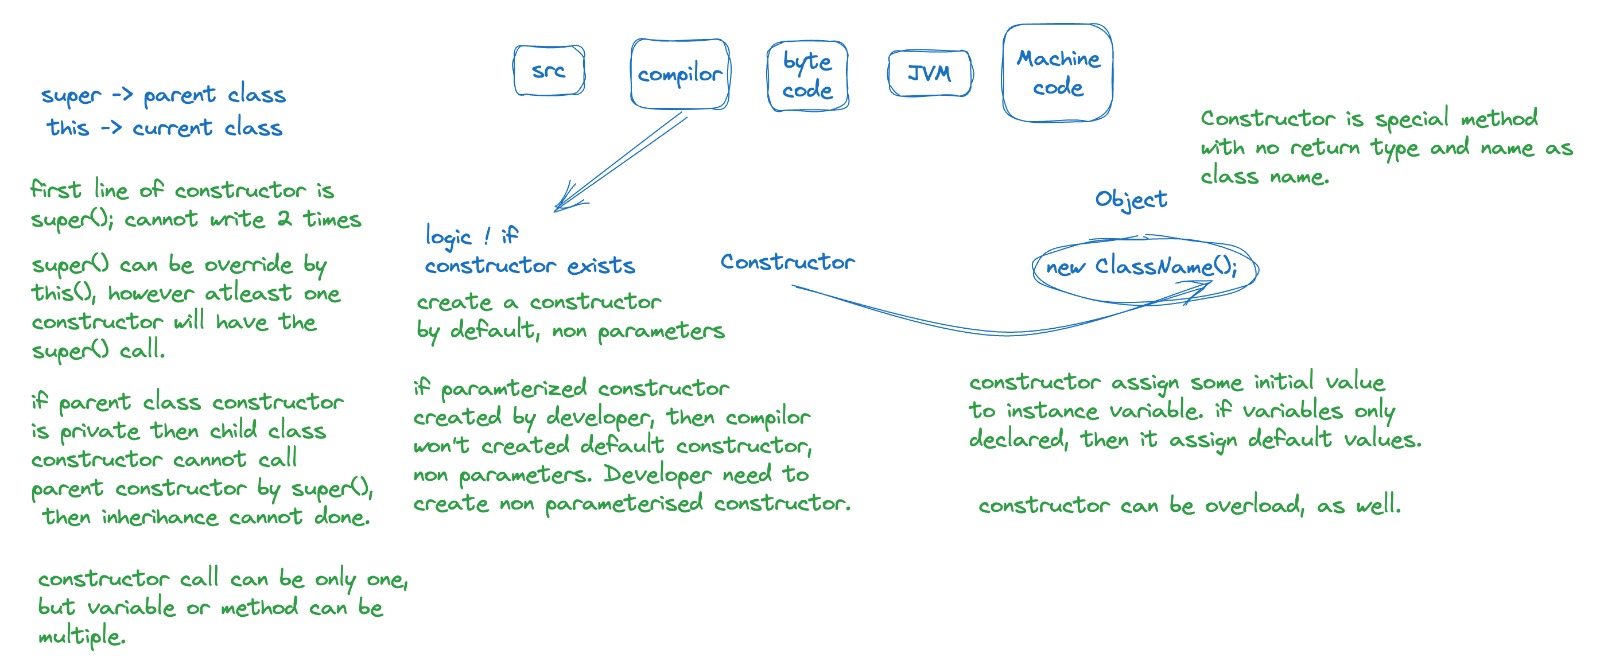 src
compilor
byte
code
JVM
Machine
code
super -> parent class
this -> current class
first line of constructor is
super(); cannot write 2 times
super() can be override by
this(), however atleast one
constructor will have the
super() call.
if parent class constructor
is private then child class
constructor cannot call
parent constructor by super(),
then inherihance cannot done.
constructor call can be only one,
but variable or method can be
multiple.
logic ! if
constructor exists
create a constructor
by default, non parameters
if paramterized constructor
created by developer, then compilor
won't created default constructor,
non parameters. Developer need to
create non parameterised constructor.
Constructor
Constructor is special method
with no return type and name as
class name.
Object
new ClassName();
constructor assign some initial value
to instance variable. if variables only
declared, then it assign default values.
constructor can be overload, as well.